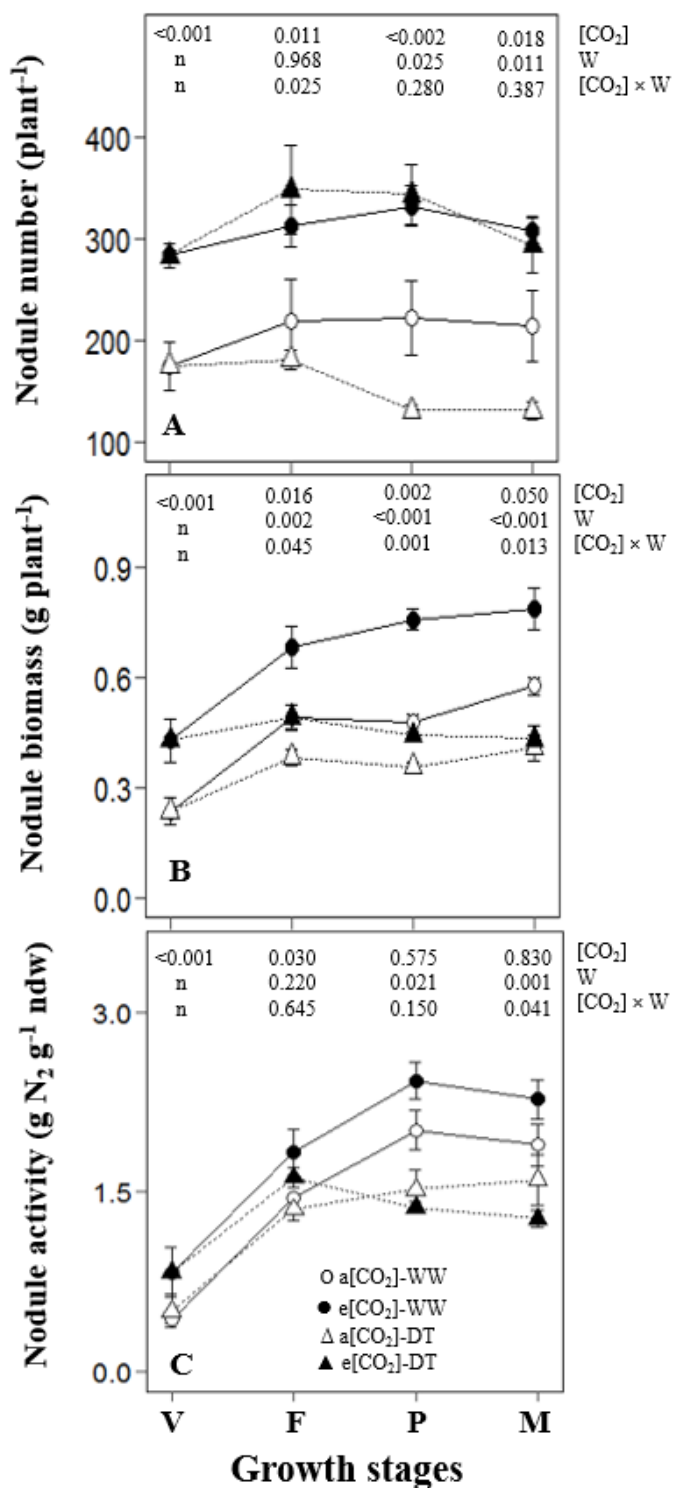 <0.001 0.011 <0.002 0.018 [CO₂]
n 0.968 0.025 0.011 W
n 0.025 0.280 0.387 [CO₂] × W
Nodule number (plant⁻¹)
400
300
200
100
A
<0.001 0.016 0.002 0.050 [CO₂]
n 0.002 <0.001 <0.001 W
n 0.045 0.001 0.013 [CO₂] × W
Nodule biomass (g plant⁻¹)
0.9
0.6
0.3
0.0
B
<0.001 0.030 0.575 0.830 [CO₂]
n 0.220 0.021 0.001 W
n 0.645 0.150 0.041 [CO₂] × W
Nodule activity (g N₂ g⁻¹ ndw)
3.0
1.5
0.0
a[CO₂]-WW
e[CO₂]-WW
a[CO₂]-DT
e[CO₂]-DT
C
V F P M
Growth stages